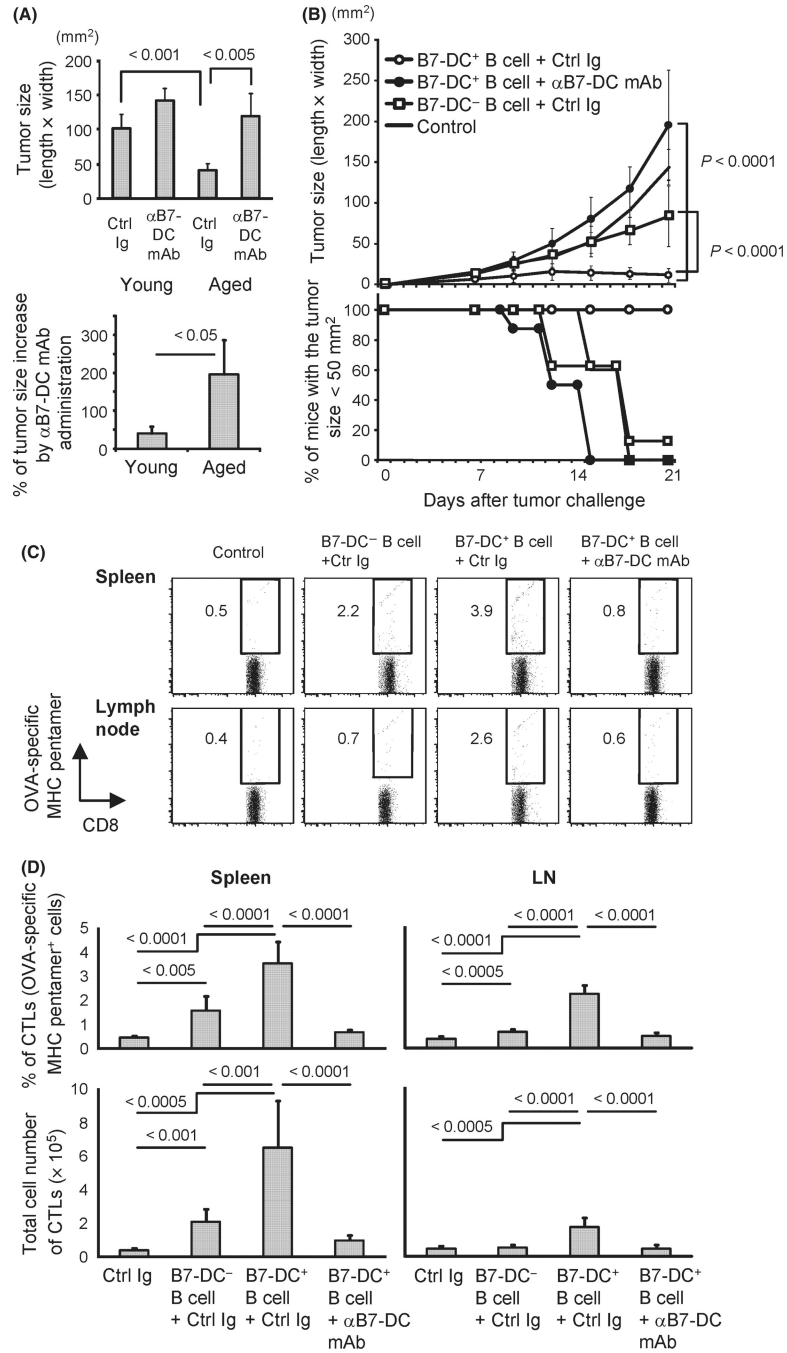 (A)
(mm²)
< 0.001
< 0.005
Tumor size
(length × width)
200
150
100
50
0
Ctrl
Ig
αB7-
DC
mAb
Ctrl
Ig
αB7-
DC
mAb
Young
Aged
% of tumor size increase
by αB7-DC mAb
administration
300
200
100
0
< 0.05
Young
Aged
(B)
(mm²)
Tumor size (length × width)
300
250
200
150
100
50
0
B7-DC⁺ B cell + Ctrl Ig
B7-DC⁺ B cell + αB7-DC mAb
B7-DC⁻ B cell + Ctrl Ig
Control
P < 0.0001
P < 0.0001
% of mice with the tumor
size < 50 mm²
100
80
60
40
20
0
0
7
14
21
Days after tumor challenge
(C)
Control
B7-DC⁻ B cell
+Ctr Ig
B7-DC⁺ B cell
+ Ctr Ig
B7-DC⁺ B cell
+ αB7-DC mAb
Spleen
0.5
2.2
3.9
0.8
Lymph
node
0.4
0.7
2.6
0.6
OVA-specific
MHC pentamer
CD8
(D)
Spleen
LN
% of CTLs (OVA-specific
MHC pentamer⁺ cells)
5
4
3
2
1
0
< 0.0001
< 0.0001
< 0.0001
< 0.005
< 0.0001
< 0.0001
< 0.0001
< 0.0005
Total cell number
of CTLs (× 10⁵)
10
8
6
4
2
0
< 0.001
< 0.0001
< 0.0005
< 0.001
< 0.0001
< 0.0001
< 0.0005
Ctrl Ig
B7-DC⁻
B cell
+ Ctrl Ig
B7-DC⁺
B cell
+ Ctrl Ig
B7-DC⁺
B cell
+ αB7-DC
mAb
Ctrl Ig
B7-DC⁻
B cell
+ Ctrl Ig
B7-DC⁺
B cell
+ Ctrl Ig
B7-DC⁺
B cell
+ αB7-DC
mAb